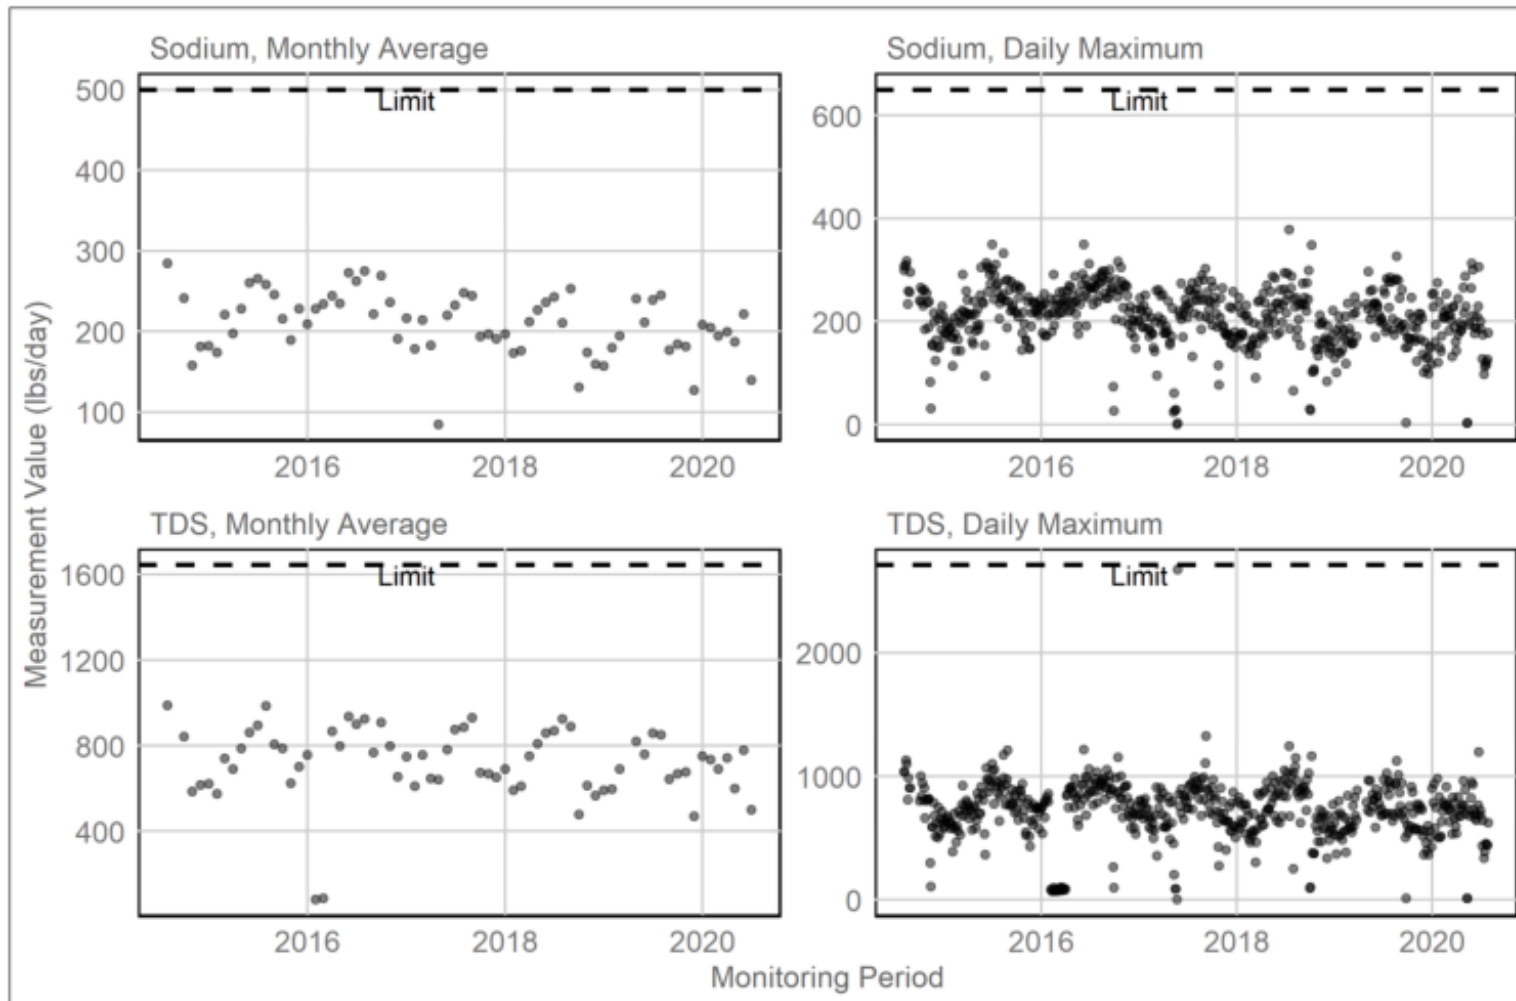 Sodium, Monthly Average
500
400
300
200
100
Limit
2016 2018 2020
Sodium, Daily Maximum
600
400
200
0
Limit
2016 2018 2020
Measurement Value (lbs/day)
TDS, Monthly Average
1600
1200
800
400
Limit
2016 2018 2020
TDS, Daily Maximum
2000
1000
0
Limit
2016 2018 2020
Monitoring Period